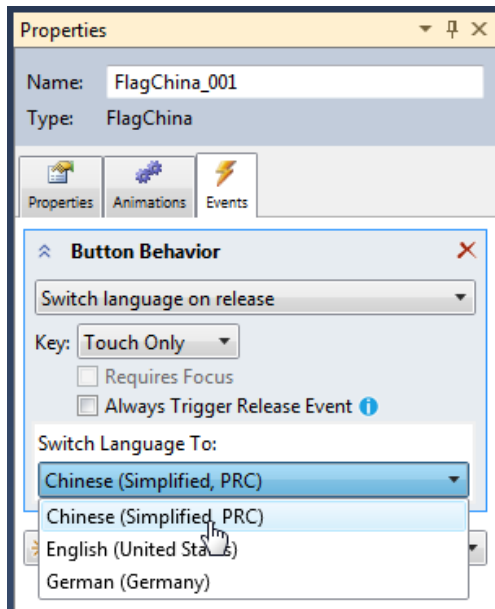 Properties
Name: FlagChina_001
Type: FlagChina
Properties Animations Events
Button Behavior
Switch language on release
Key: Touch Only
Requires Focus
Always Trigger Release Event
Switch Language To:
Chinese (Simplified, PRC)
Chinese (Simplified, PRC)
English (United States)
German (Germany)